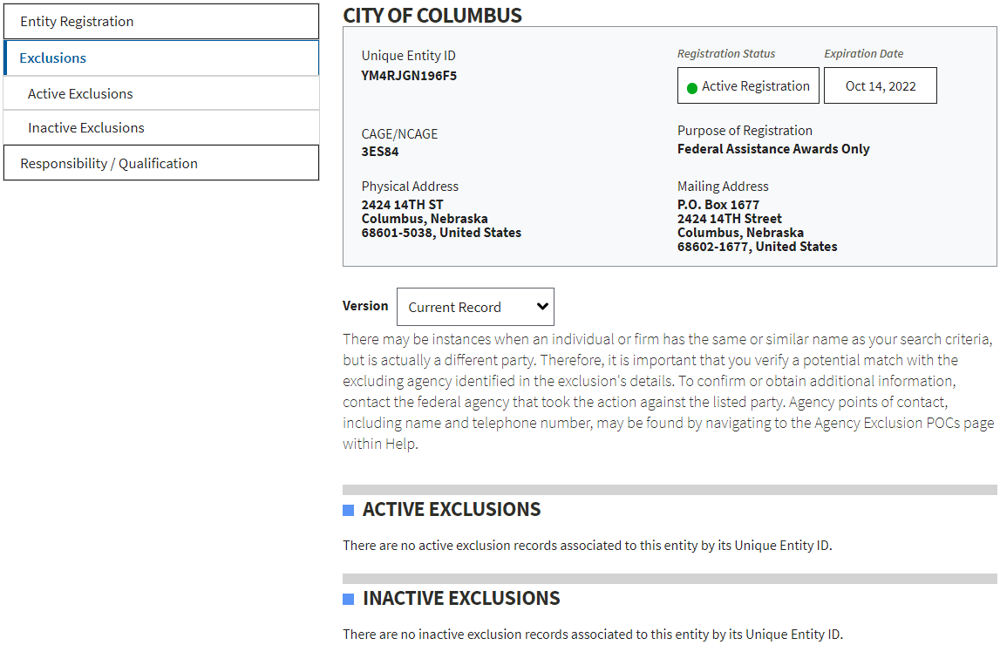 Entity Registration
Exclusions
Active Exclusions
Inactive Exclusions
Responsibility / Qualification
CITY OF COLUMBUS
Unique Entity ID
YM4RJGN196F5
Registration Status
Expiration Date
Active Registration
Oct 14, 2022
CAGE/NCAGE
3ES84
Purpose of Registration
Federal Assistance Awards Only
Physical Address
2424 14TH ST
Columbus, Nebraska
68601-5038, United States
Mailing Address
P.O. Box 1677
2424 14TH Street
Columbus, Nebraska
68602-1677, United States
Version
Current Record
There may be instances when an individual or firm has the same or similar name as your search criteria,
but is actually a different party. Therefore, it is important that you verify a potential match with the
excluding agency identified in the exclusion's details. To confirm or obtain additional information,
contact the federal agency that took the action against the listed party. Agency points of contact,
including name and telephone number, may be found by navigating to the Agency Exclusion POCs page
within Help.
ACTIVE EXCLUSIONS
There are no active exclusion records associated to this entity by its Unique Entity ID.
INACTIVE EXCLUSIONS
There are no inactive exclusion records associated to this entity by its Unique Entity ID.